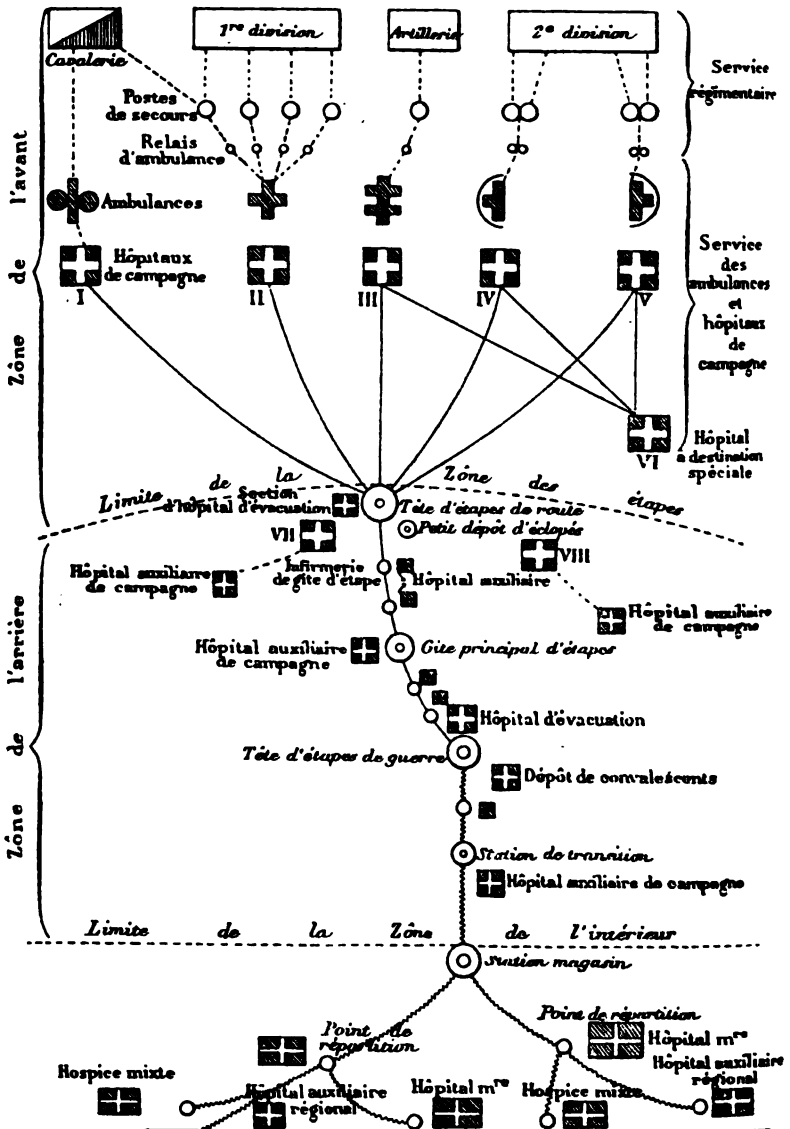 1re division
Artillerie
2e division
Cavalerie
Service
régimentaire
Postes
de secours
Relais
d'ambulance
Ambulances
Hôpitaux
de campagne
I
II
III
IV
V
Service
des
ambulances
et
hôpitaux
de
campagne
VI
Hôpital
à destination
spéciale
Zône de l'avant
Limite de la Zône des étapes
Section
d'hôpital d'évacuation
Tête d'étapes de route
Petit dépôt d'éclopés
VII
VIII
Infirmerie
de gîte d'étape
Hôpital auxiliaire
Hôpital auxiliaire
de campagne
Hôpital auxiliaire
de campagne
Hôpital auxiliaire
de campagne
Gîte principal d'étapes
Hôpital d'évacuation
Tête d'étapes de guerre
Dépôt de convalescents
Station de transition
Hôpital auxiliaire de campagne
Zône de l'arrière
Limite de la Zône de l'intérieur
Station magasin
Point de
répartition
Point de répartition
Hôpital mre
Hôpital auxiliaire
régional
Hospice mixte
Hôpital auxiliaire
régional
Hôpital mre
Hospice mixte